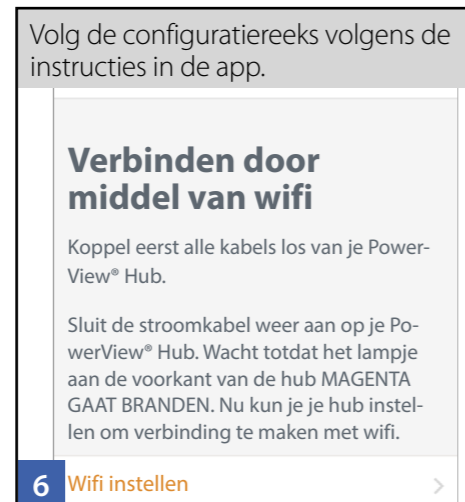 Volg de configuratiereeks volgens de
instructies in de app.
Verbinden door
middel van wifi
Koppel eerst alle kabels los van je Power-
View® Hub.
Sluit de stroomkabel weer aan op je Po-
werView® Hub. Wacht totdat het lampje
aan de voorkant van de hub MAGENTA
GAAT BRANDEN. Nu kun je je hub instel-
len om verbinding te maken met wifi.
6 Wifi instellen >